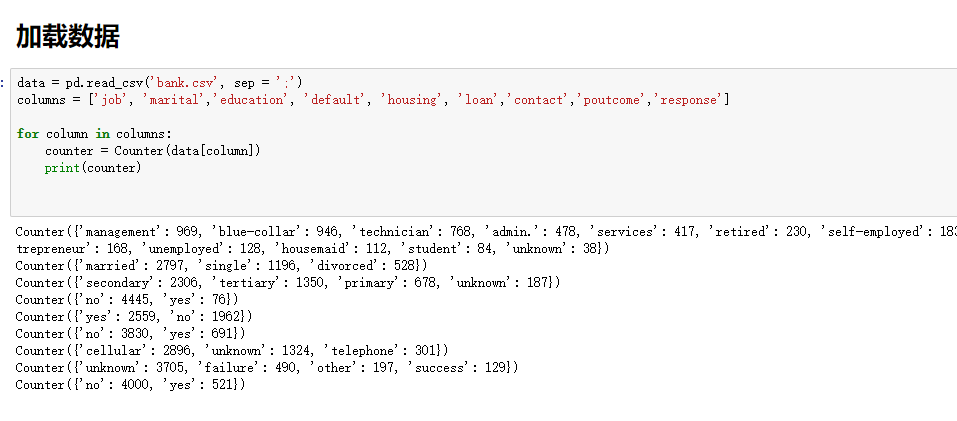 加载数据
data = pd.read_csv('bank.csv', sep = ';')
columns = ['job', 'marital','education', 'default', 'housing', 'loan','contact','poutcome','response']
for column in columns:
counter = Counter(data[column])
print(counter)
Counter({'management': 969, 'blue-collar': 946, 'technician': 768, 'admin.': 478, 'services': 417, 'retired': 230, 'self-employed': 183
trepreneur': 168, 'unemployed': 128, 'housemaid': 112, 'student': 84, 'unknown': 38})
Counter({'married': 2797, 'single': 1196, 'divorced': 528})
Counter({'secondary': 2306, 'tertiary': 1350, 'primary': 678, 'unknown': 187})
Counter({'no': 4445, 'yes': 76})
Counter({'yes': 2559, 'no': 1962})
Counter({'no': 3830, 'yes': 691})
Counter({'cellular': 2896, 'unknown': 1324, 'telephone': 301})
Counter({'unknown': 3705, 'failure': 490, 'other': 197, 'success': 129})
Counter({'no': 4000, 'yes': 521})